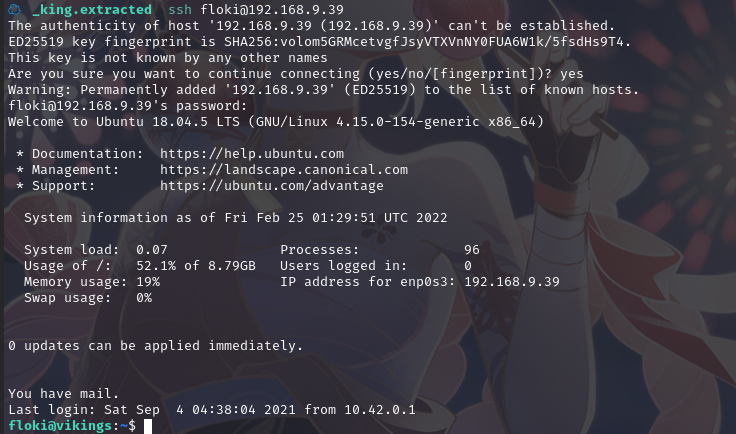 _king.extracted ssh floki@192.168.9.39
The authenticity of host '192.168.9.39 (192.168.9.39)' can't be established.
ED25519 key fingerprint is SHA256:volom5GRMcetvgfJsyVTXVnNY0FUA6W1k/5fsdHs9T4.
This key is not known by any other names
Are you sure you want to continue connecting (yes/no/[fingerprint])? yes
Warning: Permanently added '192.168.9.39' (ED25519) to the list of known hosts.
floki@192.168.9.39's password:
Welcome to Ubuntu 18.04.5 LTS (GNU/Linux 4.15.0-154-generic x86_64)
* Documentation: https://help.ubuntu.com
* Management: https://landscape.canonical.com
* Support: https://ubuntu.com/advantage
System information as of Fri Feb 25 01:29:51 UTC 2022
System load: 0.07 Processes: 96
Usage of /: 52.1% of 8.79GB Users logged in: 0
Memory usage: 19% IP address for enp0s3: 192.168.9.39
Swap usage: 0%
0 updates can be applied immediately.
You have mail.
Last login: Sat Sep 4 04:38:04 2021 from 10.42.0.1
floki@vikings:~$